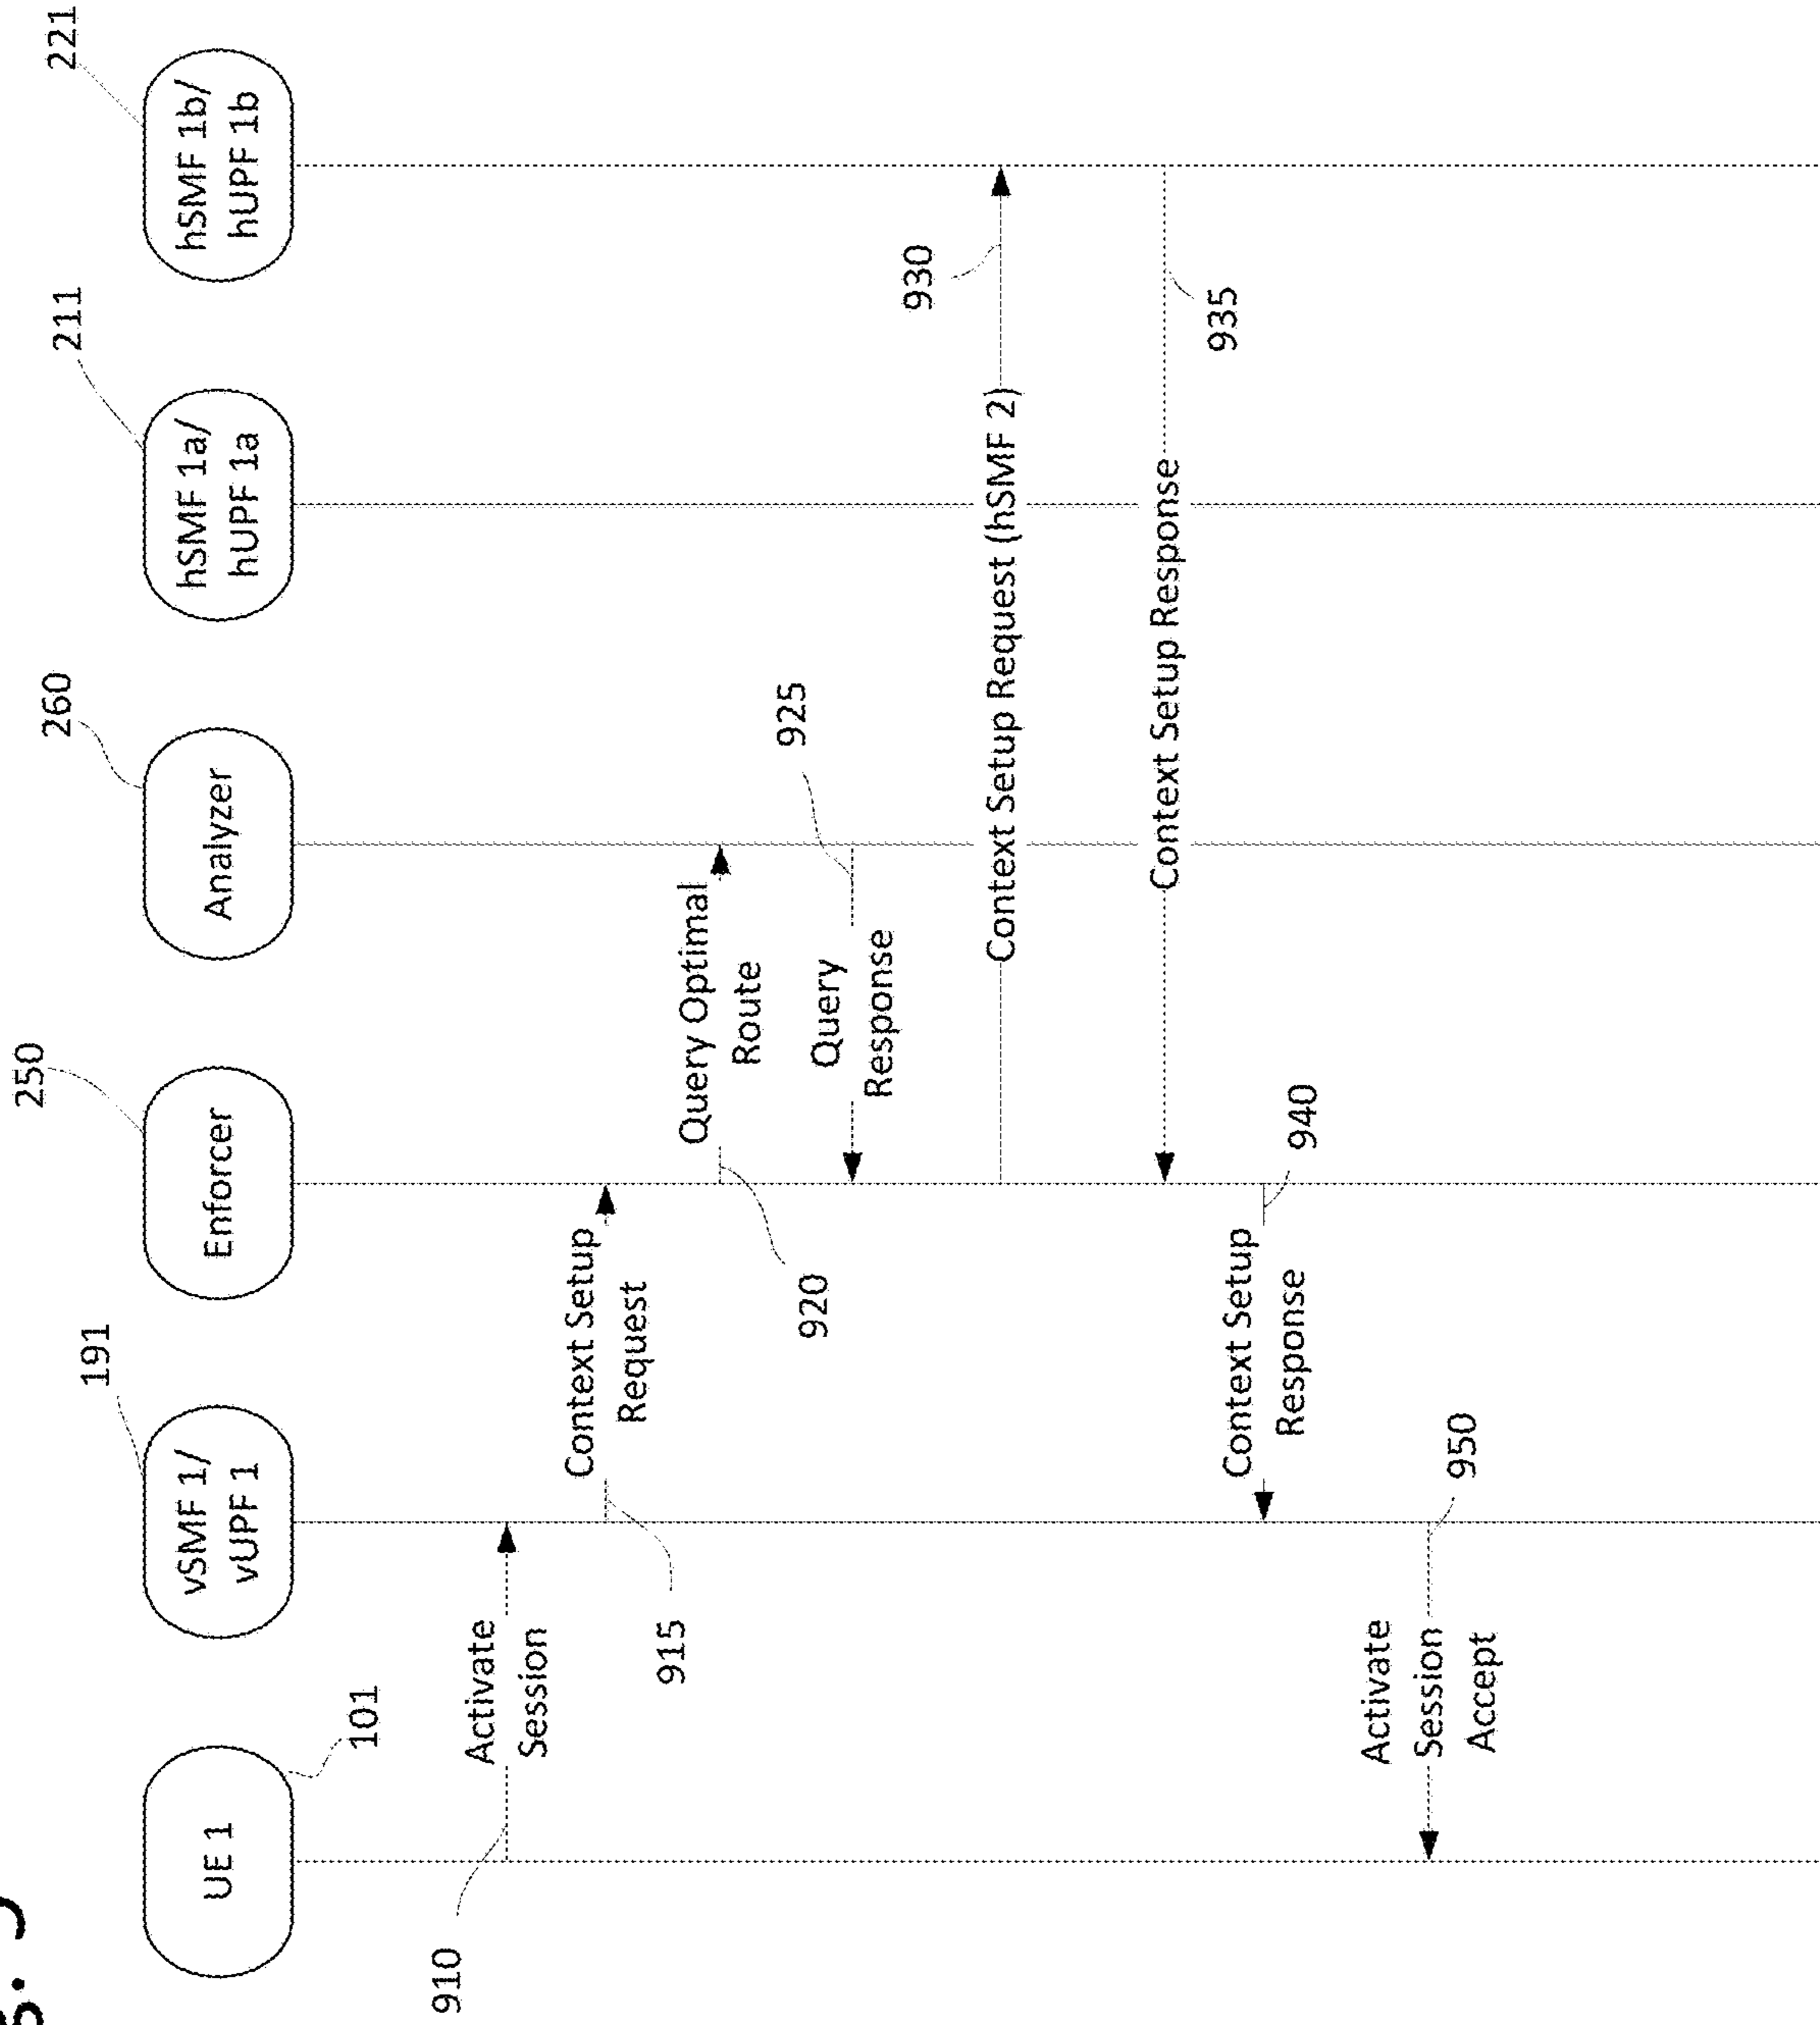 101
UE 1
191
vSMF 1/
vUPF 1
250
Enforcer
260
Analyzer
211
hSMF 1a/
hUPF 1a
221
hSMF 1b/
hUPF 1b
910
Activate
Session
915
Context Setup
Request
920
Query Optimal
Route
925
Query
Response
930
Context Setup Request (hSMF 2)
935
Context Setup Response
940
Context Setup
Response
950
Activate
Session
Accept